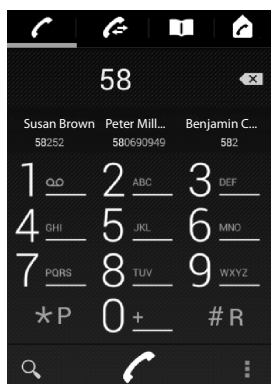 58
Susan Brown Peter Mill... Benjamin C...
58252 580690949 582
1 2 ABC 3 DEF
4 GHI 5 JKL 6 MNO
7 PQRS 8 TUV 9 WXYZ
*P 0 + #R